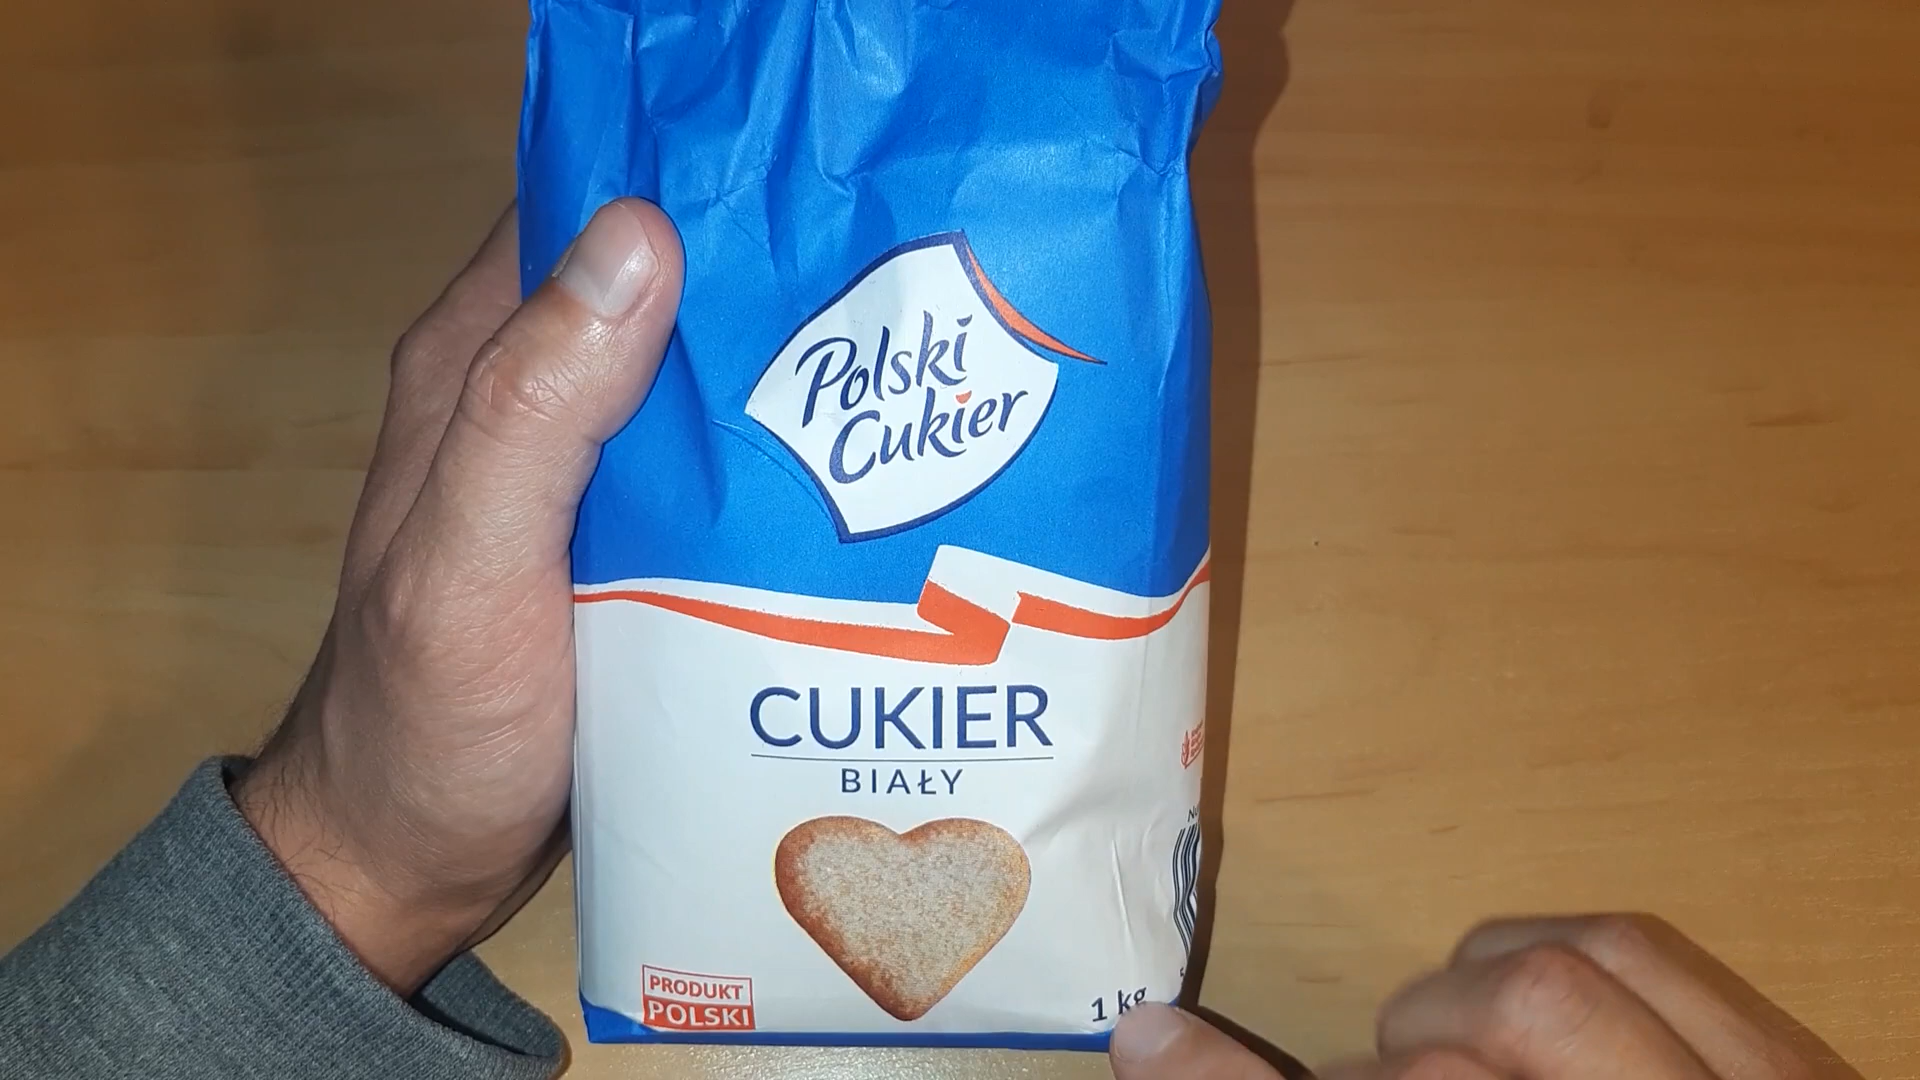 Polski
Cukier
CUKIER
BIAŁY
PRODUKT
POLSKI
1 kg